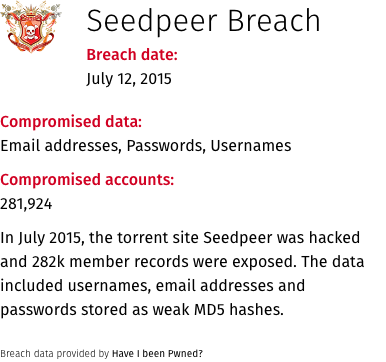 Seedpeer Breach
Breach date:
July 12, 2015
Compromised data:
Email addresses, Passwords, Usernames
Compromised accounts:
281,924
In July 2015, the torrent site Seedpeer was hacked
and 282k member records were exposed. The data
included usernames, email addresses and
passwords stored as weak MD5 hashes.
Breach data provided by Have I been Pwned?